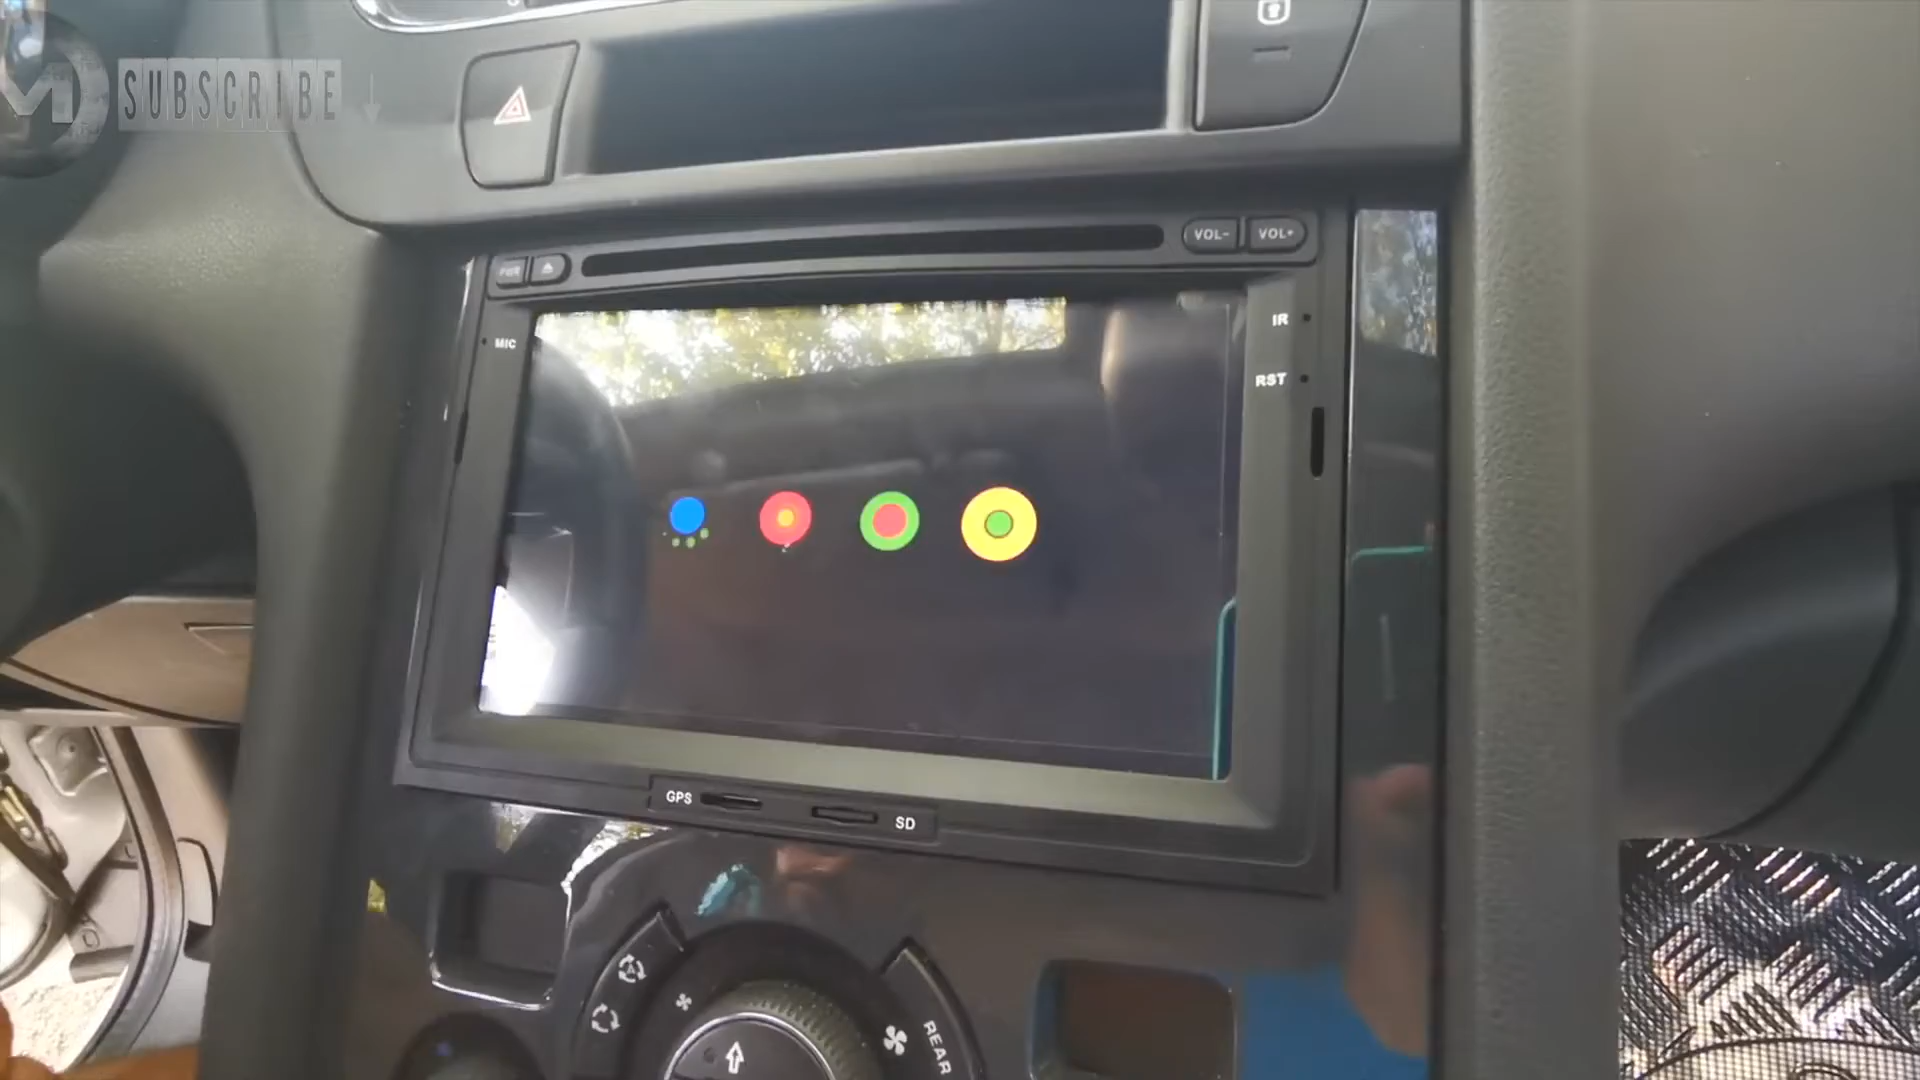 SUBSCRIBE
VOL-
VOL+
PWR
MIC
IR
RST
GPS
SD
REAR